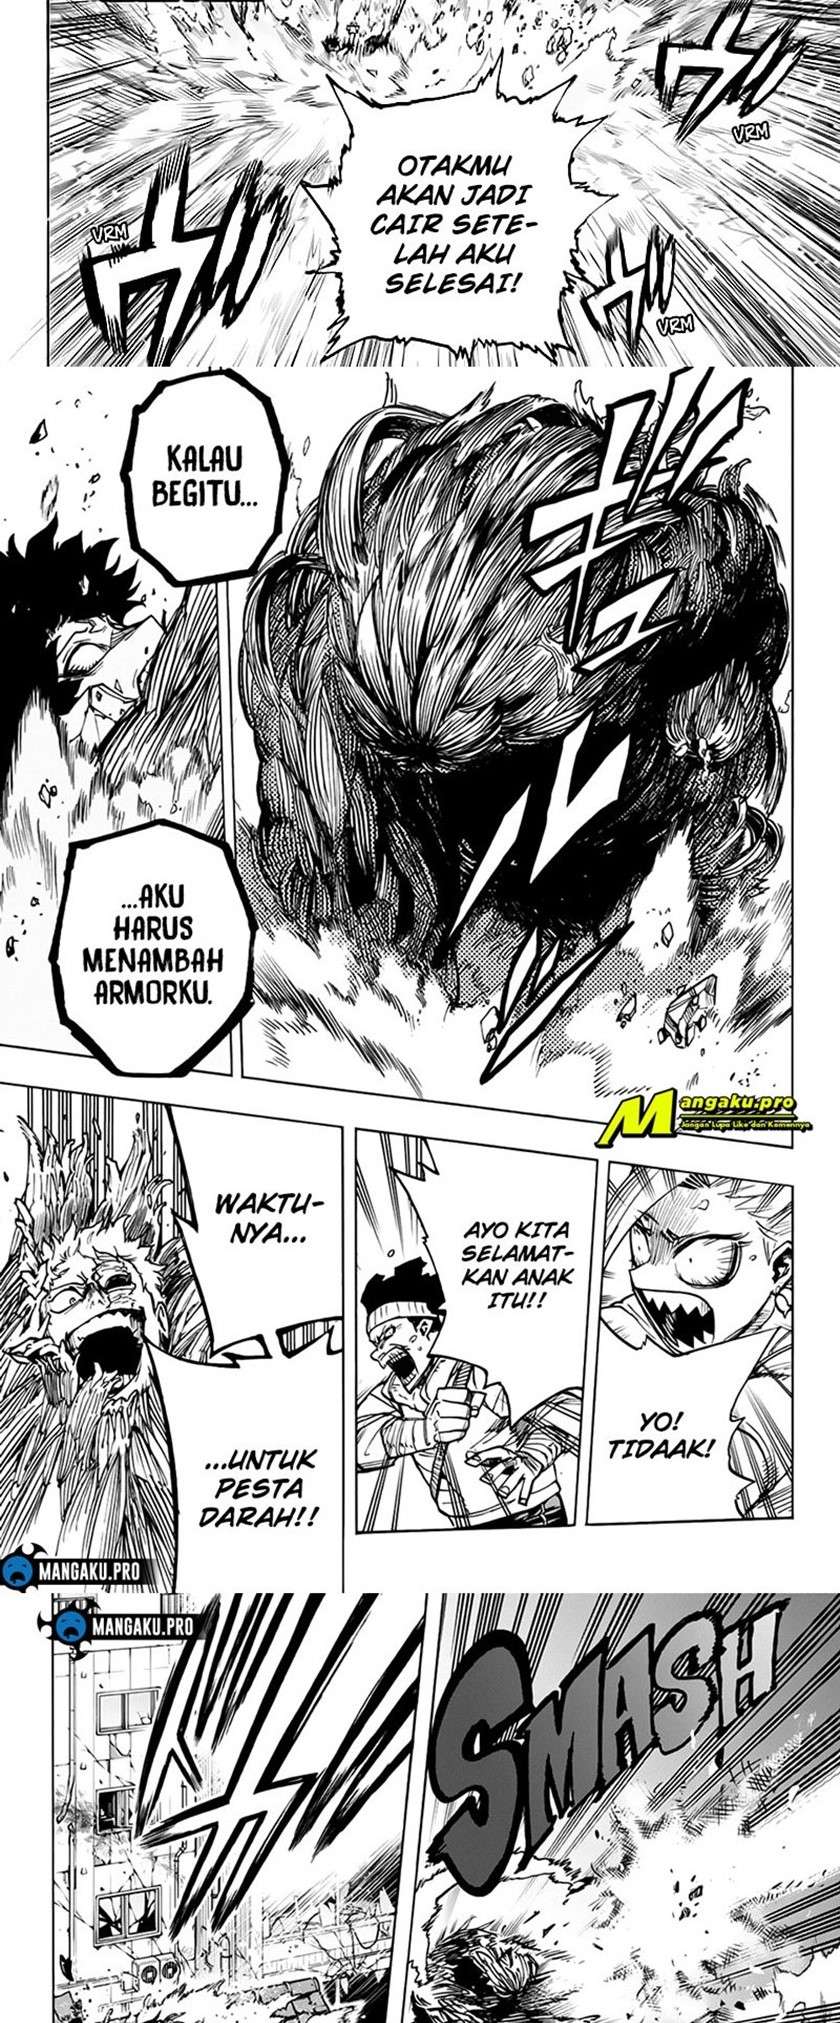 VRM
OTAKMU
AKAN JADI
CAIR SETE-
LAH AKU
SELESAI!
VRM
VRM
KALAU
BEGITU...
...AKU
HARUS
MENAMBAH
ARMORKU.
Mangaku.pro
Jangan Lupa Like dan Komennya
YO!
TIDAAK!
AYO KITA
SELAMAT-
KAN ANAK
ITU!!
WAKTU-
NYA...
...UNTUK
PESTA
DARAH!!
MANGAKU.PRO
MANGAKU.PRO
SMASH